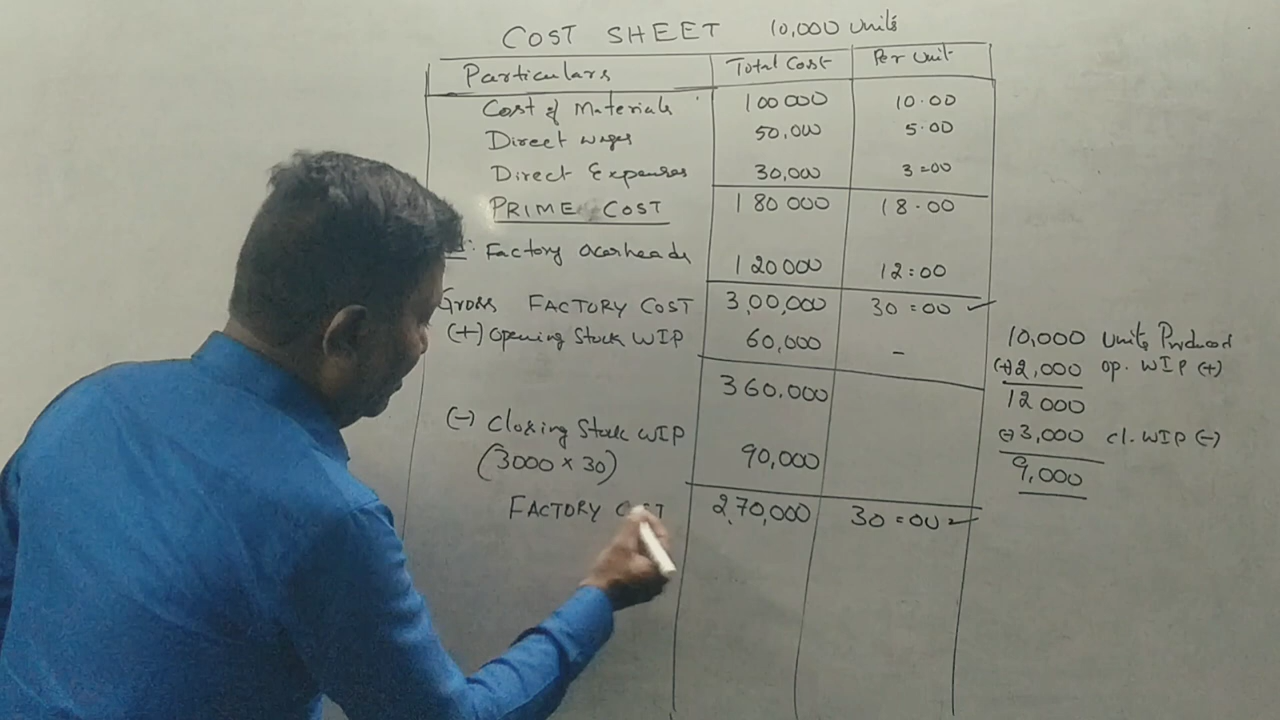 COST SHEET 10,000 Units
Particulars Total Cost Per Unit
Cost of Materials 100000 10.00
Direct wages 50,000 5.00
Direct Expenses 30,000 3=00
PRIME COST 180000 18.00
: Factory overheads 120000 12:00
GROSS FACTORY COST 3,00,000 30=00 ✓
(+) Opening Stock WIP 60,000 –
360,000
(-) Closing Stock WIP
(3000 × 30) 90,000
FACTORY COST 2,70,000 30=00 ✓
10,000 Units Produced
(+) 2,000 op. WIP (+)
12000
(-) 3,000 cl. WIP (-)
9,000